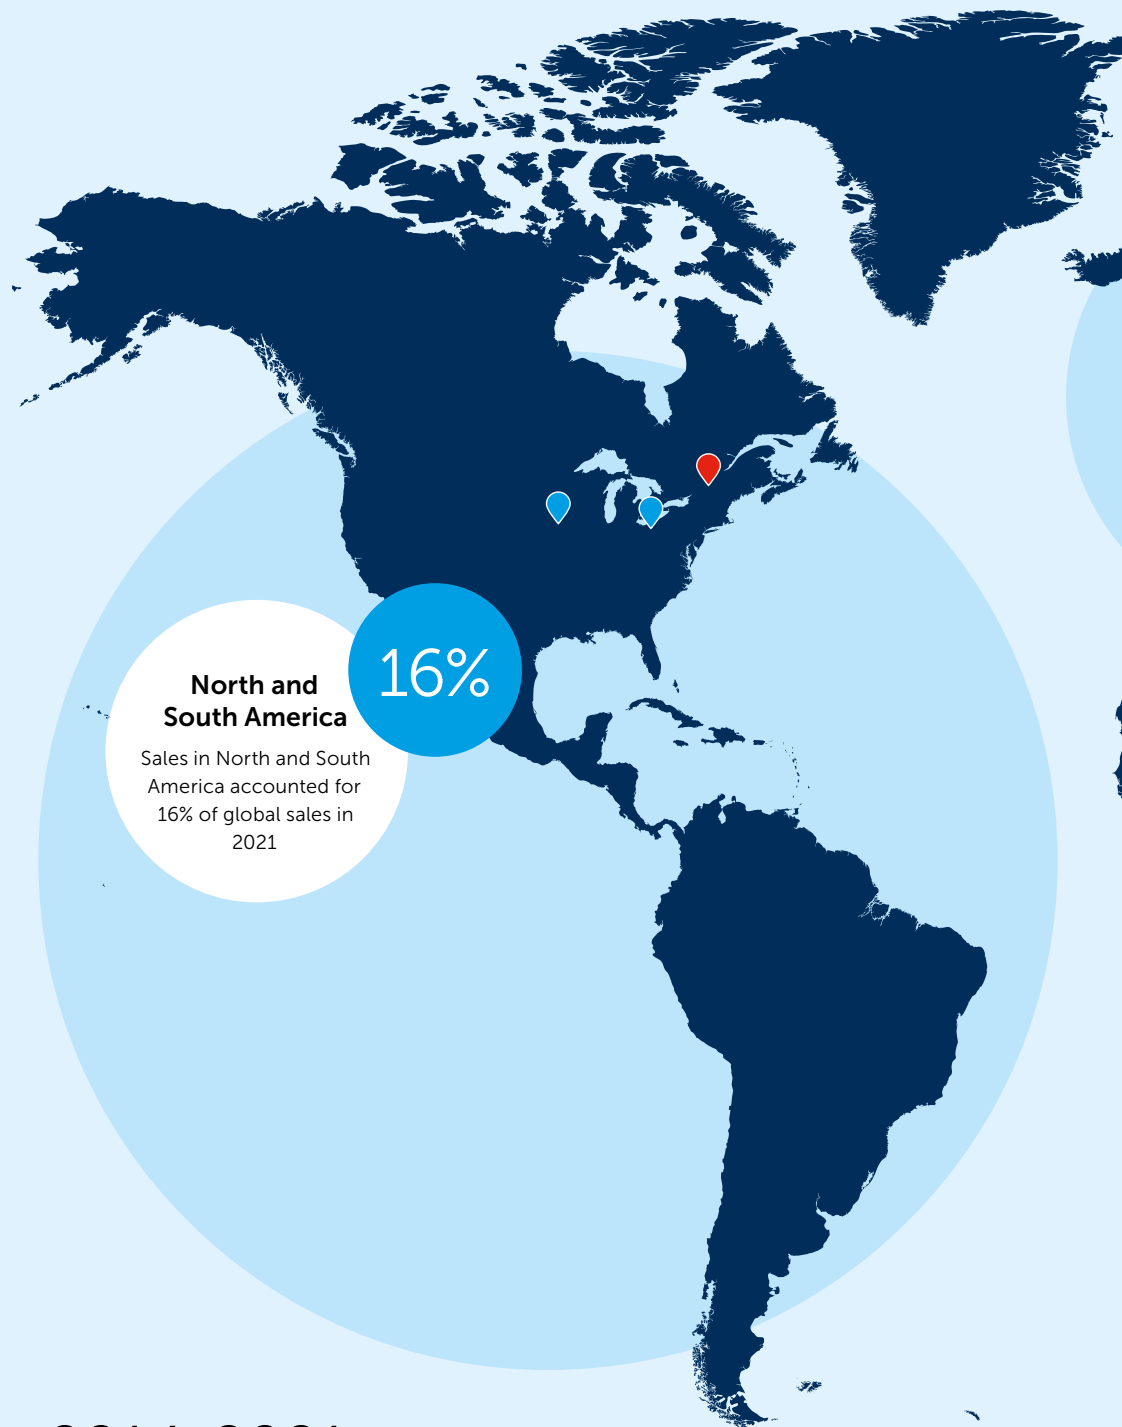 16%
North and
South America
Sales in North and South
America accounted for
16% of global sales in
2021